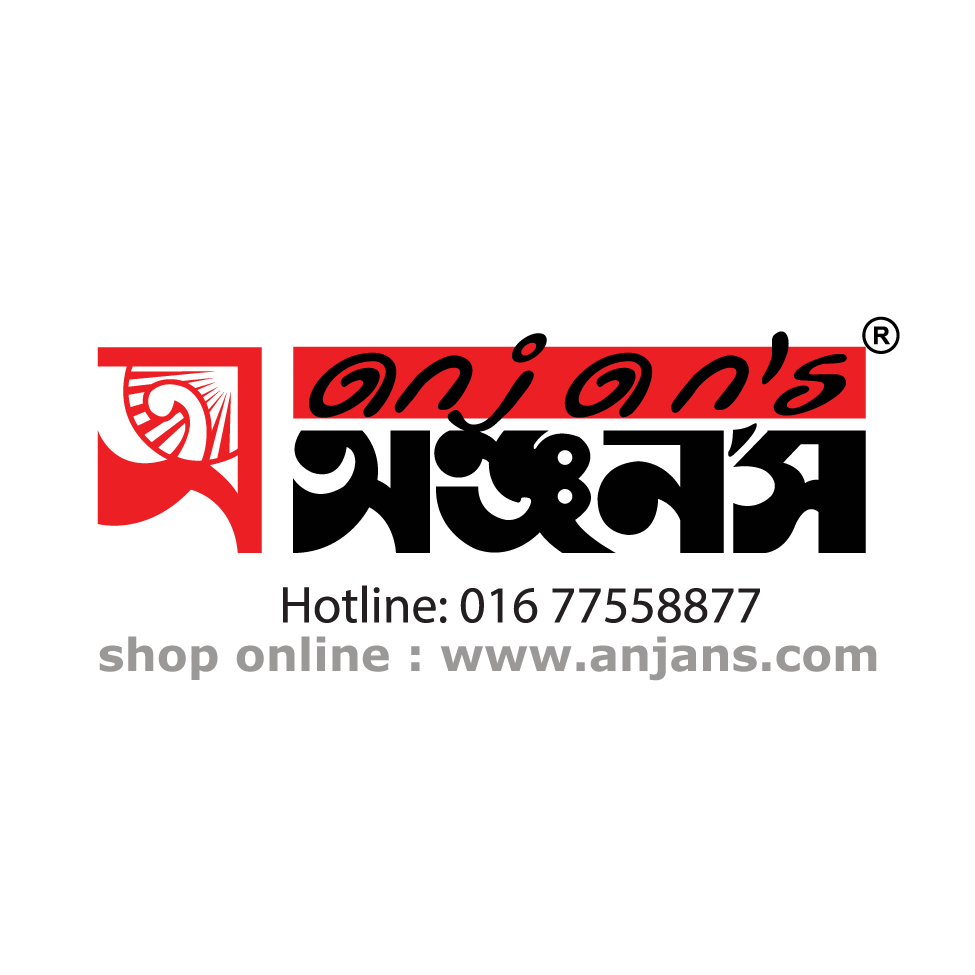 অ
anjan's ®
অঞ্জন'স
Hotline: 016 77558877
shop online : www.anjans.com